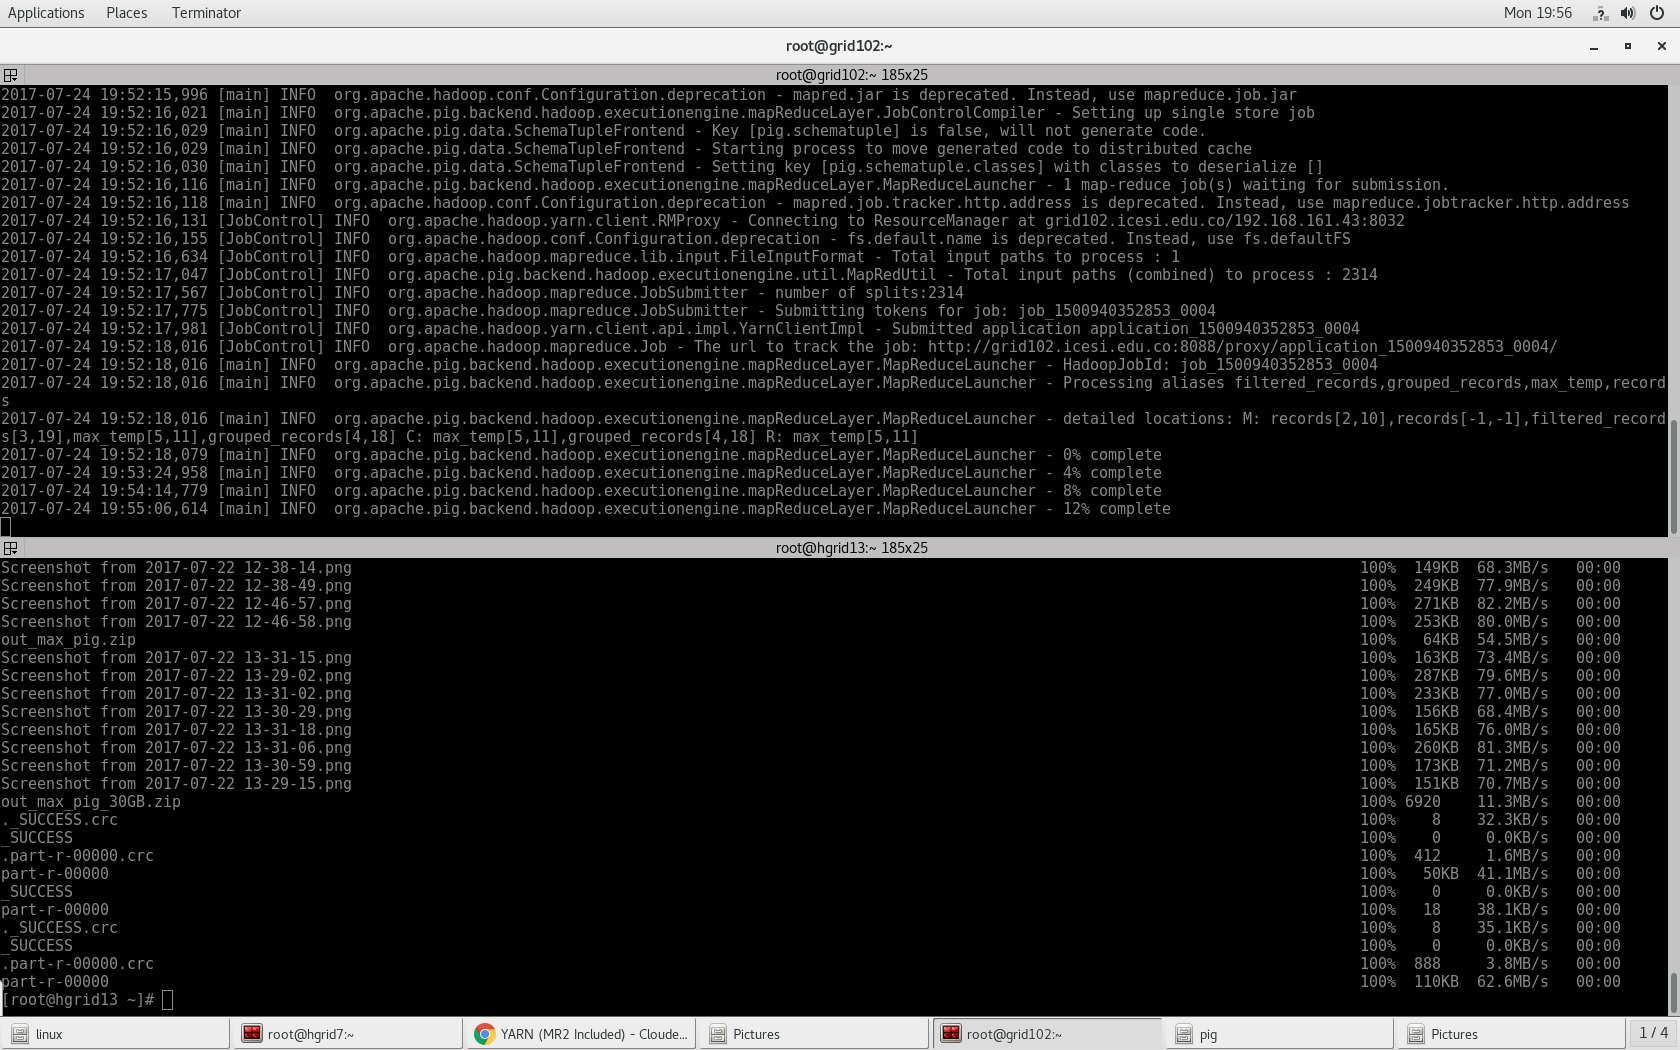 Applications Places Terminator Mon 19:56
root@grid102:~
root@grid102:~ 185x25
2017-07-24 19:52:15,996 [main] INFO  org.apache.hadoop.conf.Configuration.deprecation - mapred.jar is deprecated. Instead, use mapreduce.job.jar
2017-07-24 19:52:16,021 [main] INFO  org.apache.pig.backend.hadoop.executionengine.mapReduceLayer.JobControlCompiler - Setting up single store job
2017-07-24 19:52:16,029 [main] INFO  org.apache.pig.data.SchemaTupleFrontend - Key [pig.schematuple] is false, will not generate code.
2017-07-24 19:52:16,029 [main] INFO  org.apache.pig.data.SchemaTupleFrontend - Starting process to move generated code to distributed cache
2017-07-24 19:52:16,030 [main] INFO  org.apache.pig.data.SchemaTupleFrontend - Setting key [pig.schematuple.classes] with classes to deserialize []
2017-07-24 19:52:16,116 [main] INFO  org.apache.pig.backend.hadoop.executionengine.mapReduceLayer.MapReduceLauncher - 1 map-reduce job(s) waiting for submission.
2017-07-24 19:52:16,118 [main] INFO  org.apache.hadoop.conf.Configuration.deprecation - mapred.job.tracker.http.address is deprecated. Instead, use mapreduce.jobtracker.http.address
2017-07-24 19:52:16,131 [JobControl] INFO  org.apache.hadoop.yarn.client.RMProxy - Connecting to ResourceManager at grid102.icesi.edu.co/192.168.161.43:8032
2017-07-24 19:52:16,155 [JobControl] INFO  org.apache.hadoop.conf.Configuration.deprecation - fs.default.name is deprecated. Instead, use fs.defaultFS
2017-07-24 19:52:16,634 [JobControl] INFO  org.apache.hadoop.mapreduce.lib.input.FileInputFormat - Total input paths to process : 1
2017-07-24 19:52:17,047 [JobControl] INFO  org.apache.pig.backend.hadoop.executionengine.util.MapRedUtil - Total input paths (combined) to process : 2314
2017-07-24 19:52:17,567 [JobControl] INFO  org.apache.hadoop.mapreduce.JobSubmitter - number of splits:2314
2017-07-24 19:52:17,775 [JobControl] INFO  org.apache.hadoop.mapreduce.JobSubmitter - Submitting tokens for job: job_1500940352853_0004
2017-07-24 19:52:17,981 [JobControl] INFO  org.apache.hadoop.yarn.client.api.impl.YarnClientImpl - Submitted application application_1500940352853_0004
2017-07-24 19:52:18,016 [JobControl] INFO  org.apache.hadoop.mapreduce.Job - The url to track the job: http://grid102.icesi.edu.co:8088/proxy/application_1500940352853_0004/
2017-07-24 19:52:18,016 [main] INFO  org.apache.pig.backend.hadoop.executionengine.mapReduceLayer.MapReduceLauncher - HadoopJobId: job_1500940352853_0004
2017-07-24 19:52:18,016 [main] INFO  org.apache.pig.backend.hadoop.executionengine.mapReduceLayer.MapReduceLauncher - Processing aliases filtered_records,grouped_records,max_temp,record
s
2017-07-24 19:52:18,016 [main] INFO  org.apache.pig.backend.hadoop.executionengine.mapReduceLayer.MapReduceLauncher - detailed locations: M: records[2,10],records[-1,-1],filtered_record
s[3,19],max_temp[5,11],grouped_records[4,18] C: max_temp[5,11],grouped_records[4,18] R: max_temp[5,11]
2017-07-24 19:52:18,079 [main] INFO  org.apache.pig.backend.hadoop.executionengine.mapReduceLayer.MapReduceLauncher - 0% complete
2017-07-24 19:53:24,958 [main] INFO  org.apache.pig.backend.hadoop.executionengine.mapReduceLayer.MapReduceLauncher - 4% complete
2017-07-24 19:54:14,779 [main] INFO  org.apache.pig.backend.hadoop.executionengine.mapReduceLayer.MapReduceLauncher - 8% complete
2017-07-24 19:55:06,614 [main] INFO  org.apache.pig.backend.hadoop.executionengine.mapReduceLayer.MapReduceLauncher - 12% complete
root@hgrid13:~ 185x25
Screenshot from 2017-07-22 12-38-14.png 100% 149KB 68.3MB/s 00:00
Screenshot from 2017-07-22 12-38-49.png 100% 249KB 77.9MB/s 00:00
Screenshot from 2017-07-22 12-46-57.png 100% 271KB 82.2MB/s 00:00
Screenshot from 2017-07-22 12-46-58.png 100% 253KB 80.0MB/s 00:00
out_max_pig.zip 100% 64KB 54.5MB/s 00:00
Screenshot from 2017-07-22 13-31-15.png 100% 163KB 73.4MB/s 00:00
Screenshot from 2017-07-22 13-29-02.png 100% 287KB 79.6MB/s 00:00
Screenshot from 2017-07-22 13-31-02.png 100% 233KB 77.0MB/s 00:00
Screenshot from 2017-07-22 13-30-29.png 100% 156KB 68.4MB/s 00:00
Screenshot from 2017-07-22 13-31-18.png 100% 165KB 76.0MB/s 00:00
Screenshot from 2017-07-22 13-31-06.png 100% 260KB 81.3MB/s 00:00
Screenshot from 2017-07-22 13-30-59.png 100% 173KB 71.2MB/s 00:00
Screenshot from 2017-07-22 13-29-15.png 100% 151KB 70.7MB/s 00:00
out_max_pig_30GB.zip 100% 6920 11.3MB/s 00:00
._SUCCESS.crc 100% 8 32.3KB/s 00:00
_SUCCESS 100% 0 0.0KB/s 00:00
.part-r-00000.crc 100% 412 1.6MB/s 00:00
part-r-00000 100% 50KB 41.1MB/s 00:00
_SUCCESS 100% 0 0.0KB/s 00:00
part-r-00000 100% 18 38.1KB/s 00:00
._SUCCESS.crc 100% 8 35.1KB/s 00:00
_SUCCESS 100% 0 0.0KB/s 00:00
.part-r-00000.crc 100% 888 3.8MB/s 00:00
part-r-00000 100% 110KB 62.6MB/s 00:00
[root@hgrid13 ~]#
linux root@hgrid7:~ YARN (MR2 Included) - Cloude... Pictures root@grid102:~ pig Pictures 1 / 4